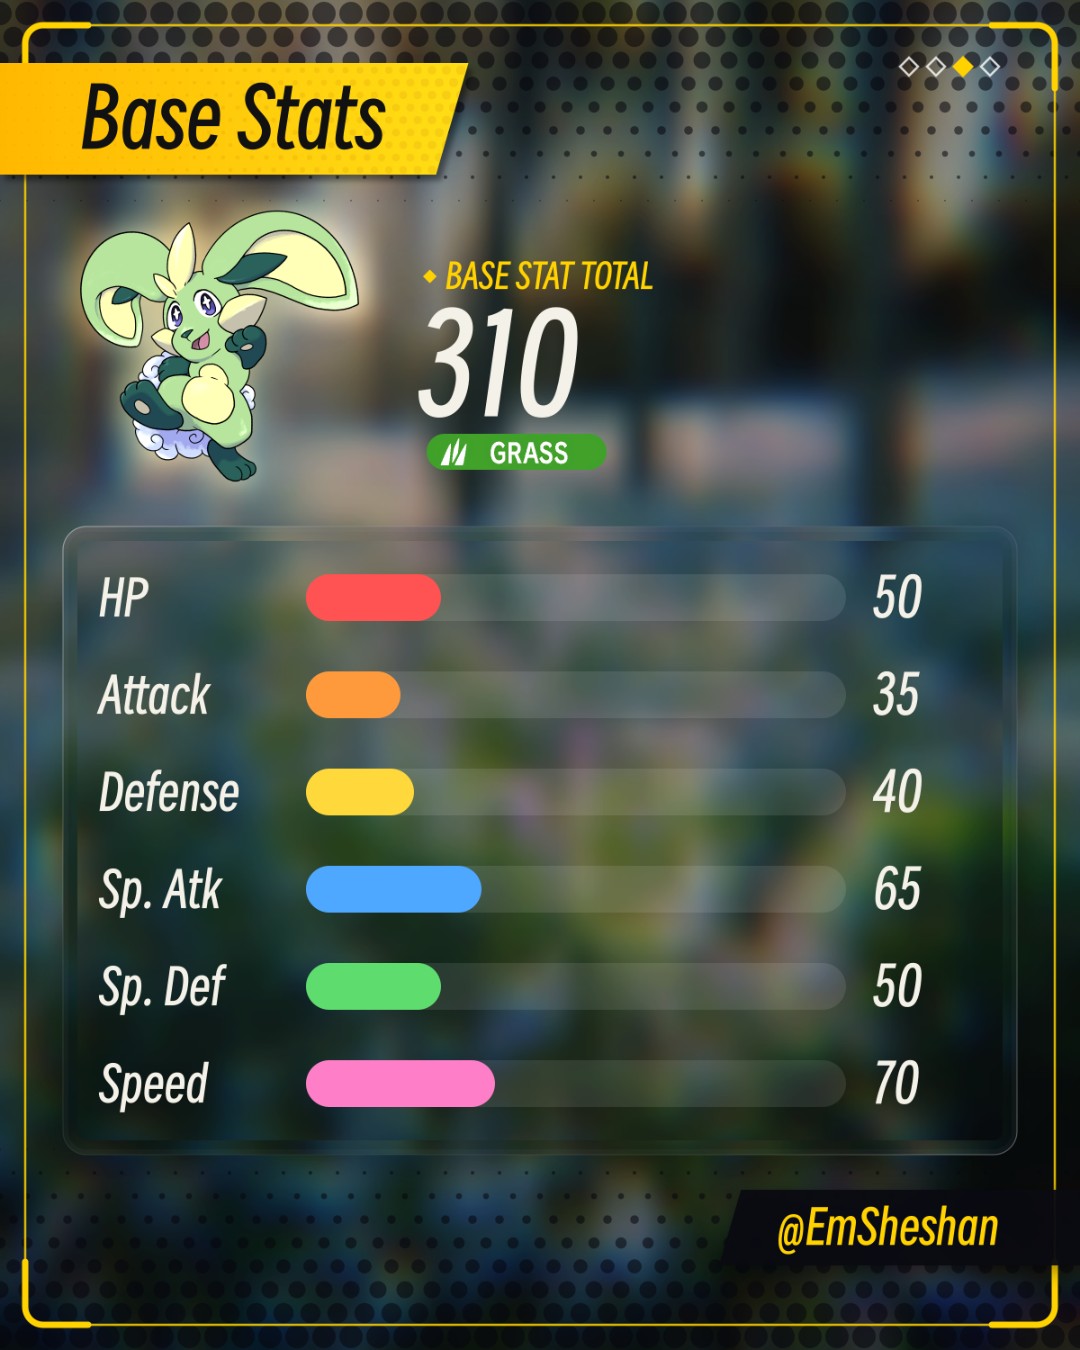 Base Stats
BASE STAT TOTAL
310
GRASS
HP 50
Attack 35
Defense 40
Sp. Atk 65
Sp. Def 50
Speed 70
@EmSheshan